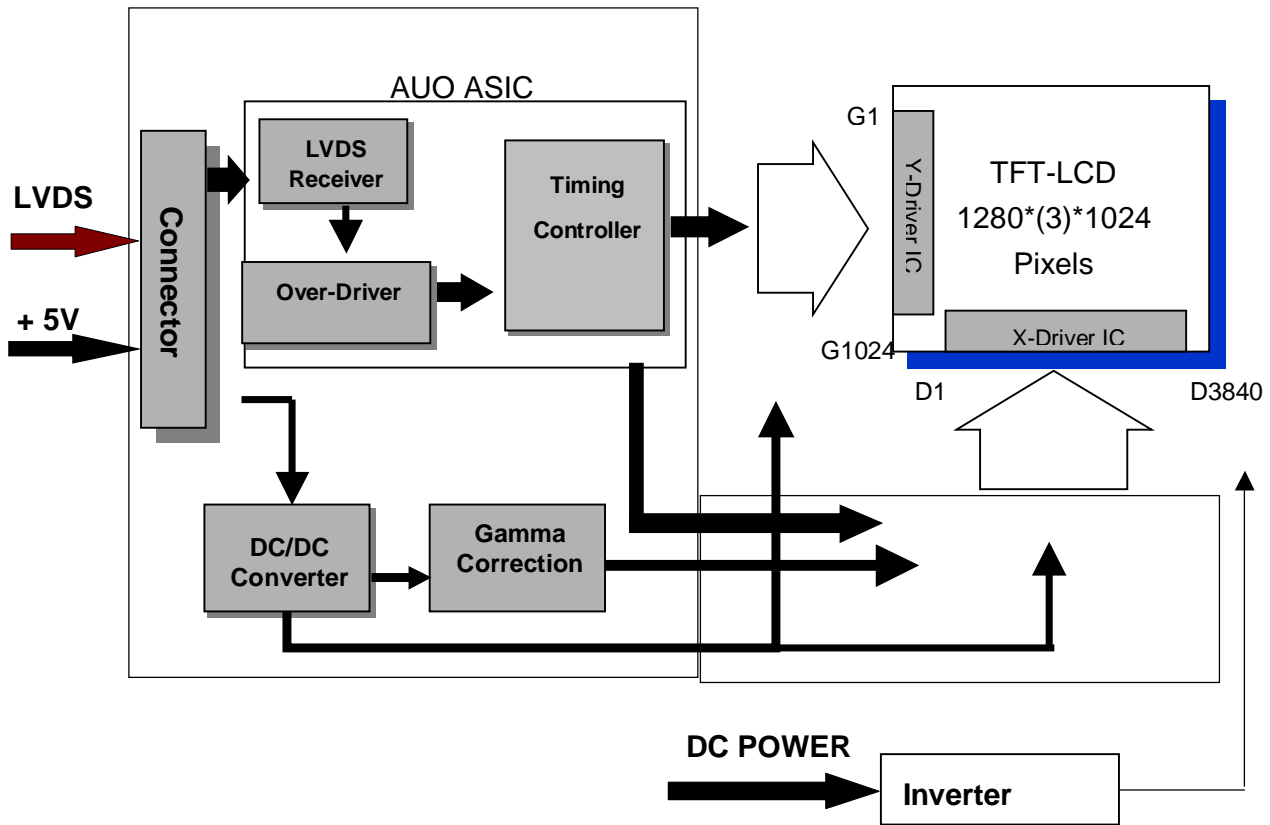 AUO ASIC
LVDS
+ 5V
Connector
LVDS
Receiver
Over-Driver
Timing
Controller
G1
G1024
Y-Driver IC
TFT-LCD
1280*(3)*1024
Pixels
X-Driver IC
D1
D3840
DC/DC
Converter
Gamma
Correction
DC POWER
Inverter